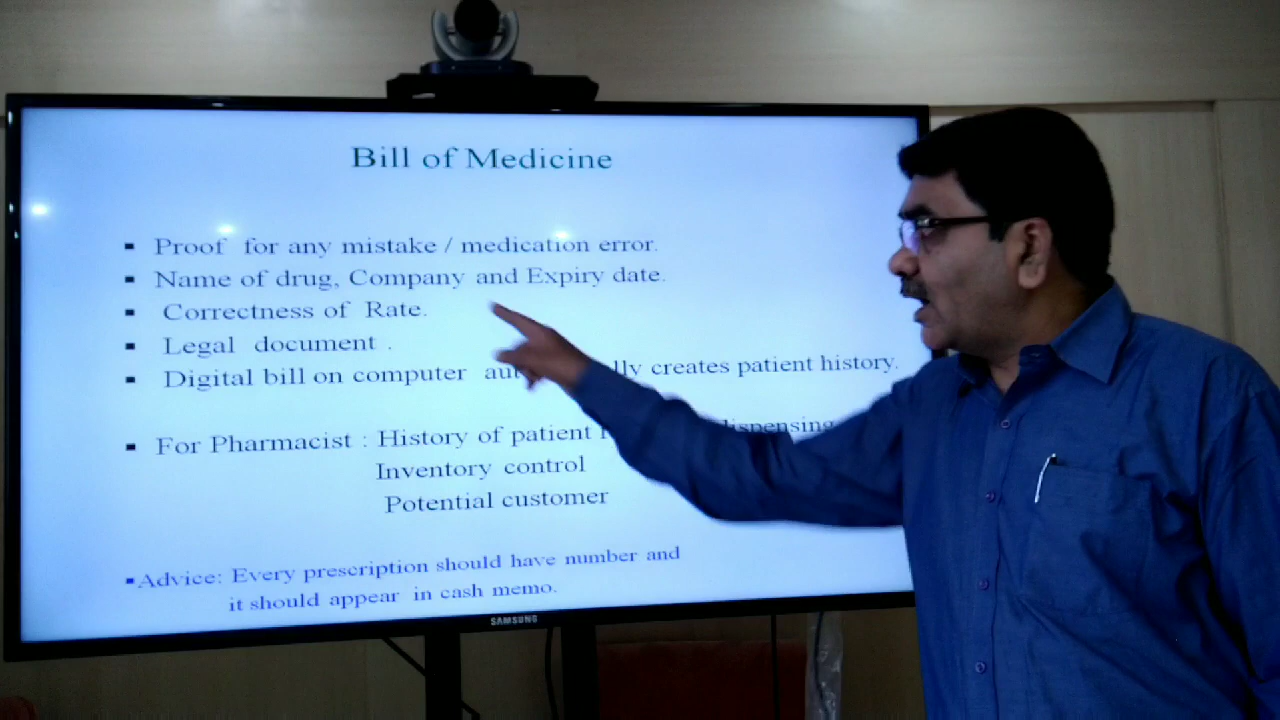 Bill of Medicine
▪ Proof for any mistake / medication error.
▪ Name of drug, Company and Expiry date.
▪ Correctness of Rate.
▪ Legal document .
▪ Digital bill on computer creates patient history.
▪ For Pharmacist : History of patient dispensing
Inventory control
Potential customer
▪Advice: Every prescription should have number and
it should appear in cash memo.
SAMSUNG